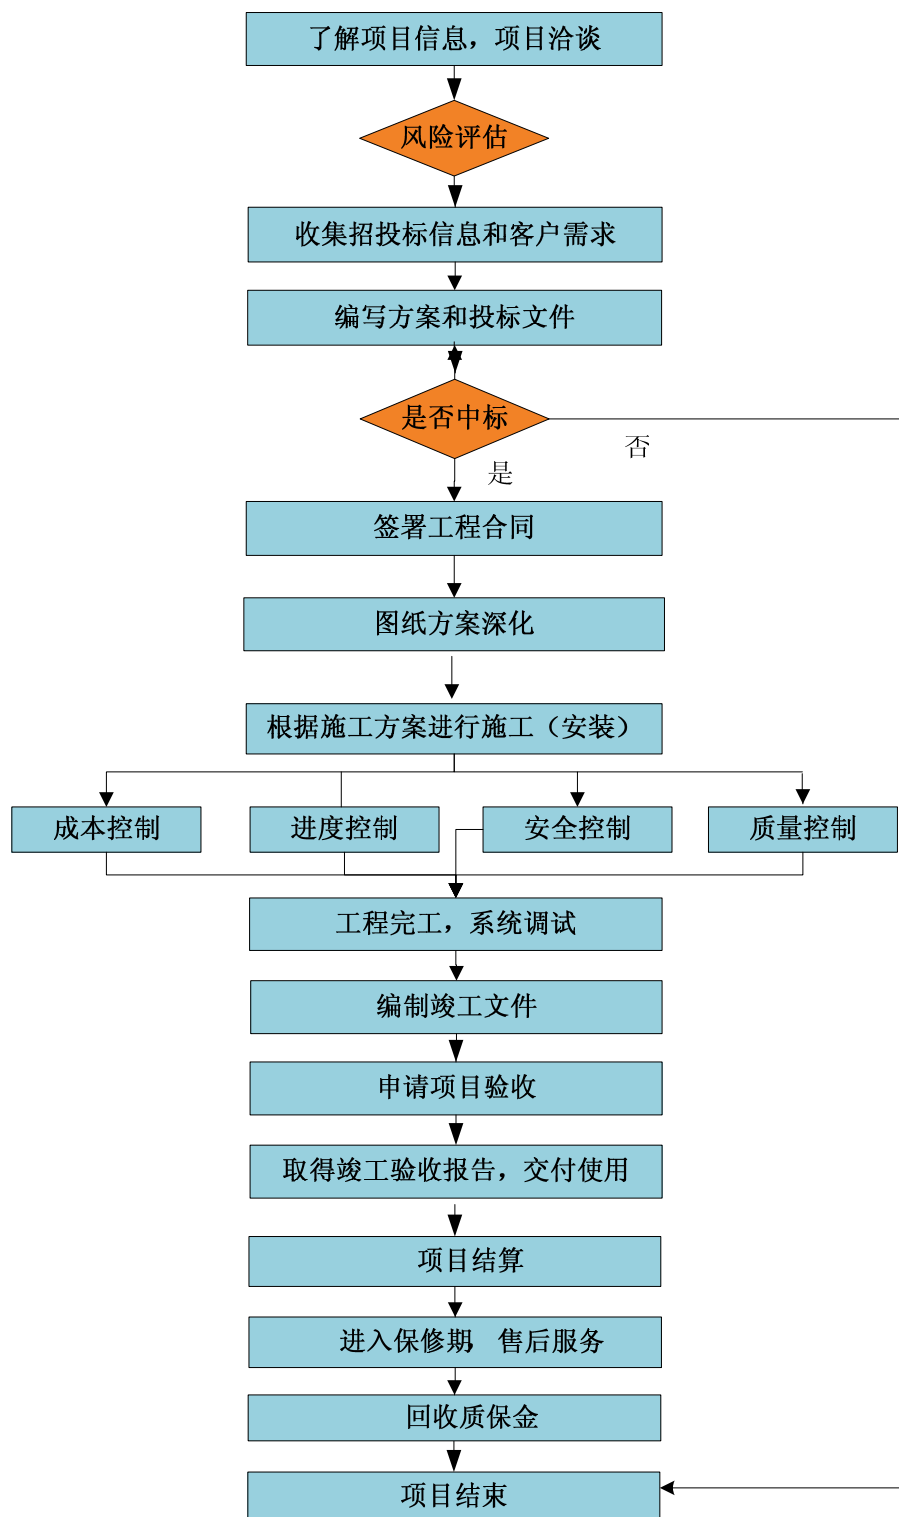 了解项目信息，项目洽谈
风险评估
收集招投标信息和客户需求
编写方案和投标文件
是否中标
否
是
签署工程合同
图纸方案深化
根据施工方案进行施工（安装）
成本控制
进度控制
安全控制
质量控制
工程完工，系统调试
编制竣工文件
申请项目验收
取得竣工验收报告，交付使用
项目结算
进入保修期，售后服务
回收质保金
项目结束